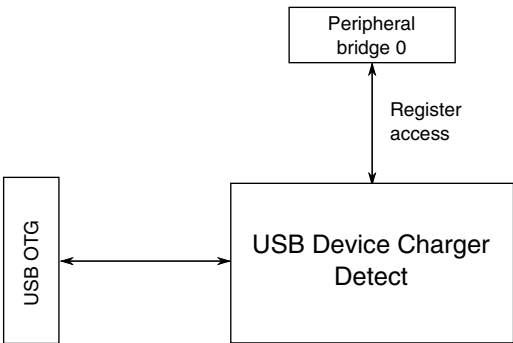 Peripheral
bridge 0
Register
access
USB OTG
USB Device Charger
Detect